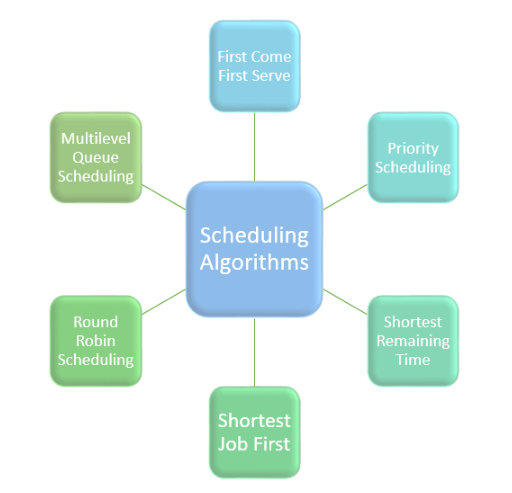 First Come
First Serve
Multilevel
Queue
Scheduling
Priority
Scheduling
Scheduling
Algorithms
Round
Robin
Scheduling
Shortest
Remaining
Time
Shortest
Job First